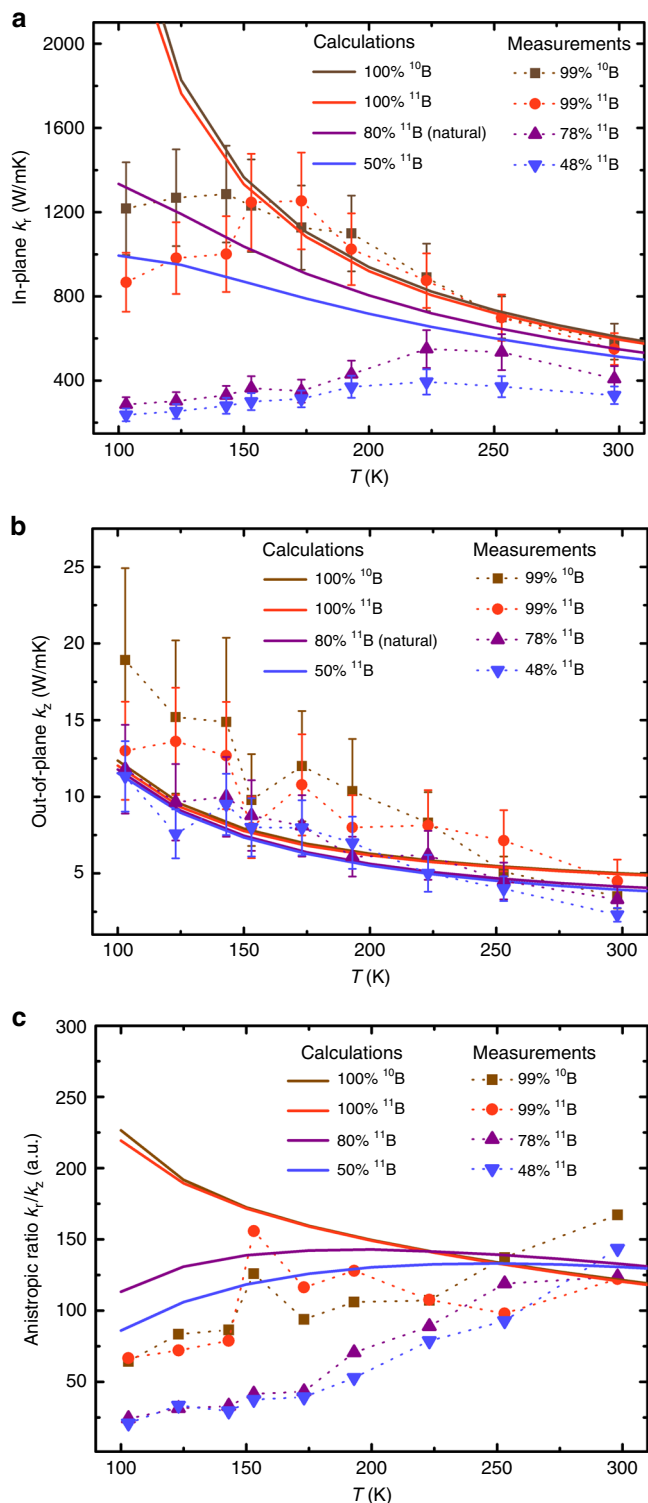 a
2000
1600
1200
800
400
In-plane kr (W/mK)
Calculations
100% 10B
100% 11B
80% 11B (natural)
50% 11B
Measurements
99% 10B
99% 11B
78% 11B
48% 11B
100 150 200 250 300
T (K)
b
25
20
15
10
5
Out-of-plane kz (W/mK)
Calculations
100% 10B
100% 11B
80% 11B (natural)
50% 11B
Measurements
99% 10B
99% 11B
78% 11B
48% 11B
100 150 200 250 300
T (K)
c
300
250
200
150
100
50
Anistropic ratio kr/kz (a.u.)
Calculations
100% 10B
100% 11B
80% 11B
50% 11B
Measurements
99% 10B
99% 11B
78% 11B
48% 11B
100 150 200 250 300
T (K)